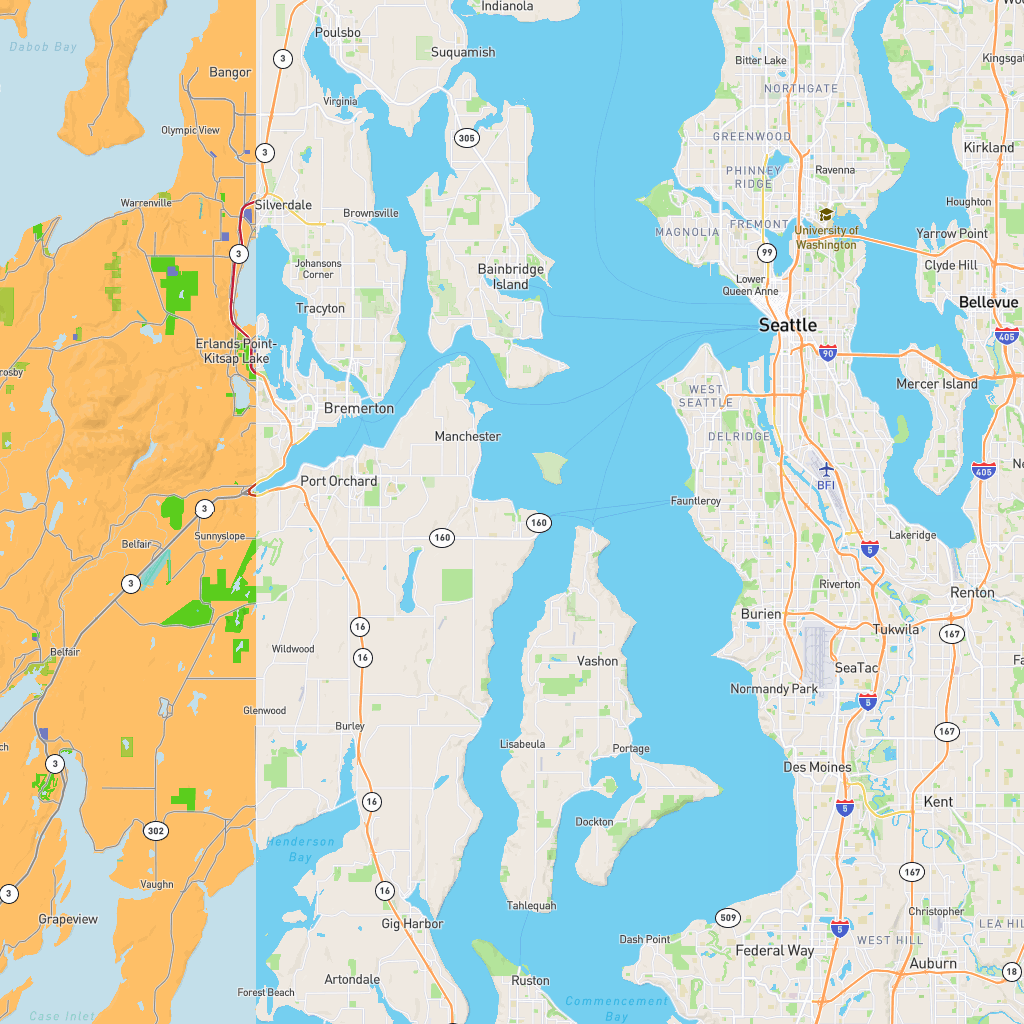 Indianola
Poulsbo
Dabob Bay
Suquamish
3
Bitter Lake
Kingsga
Bangor
NORTHGATE
Virginia
Olympic View
305
GREENWOOD
3
Kirkland
PHINNEY
RIDGE
Ravenna
Warrenville
Silverdale
Brownsville
Houghton
MAGNOLIA
FREMONT
University of
Washington
Yarrow Point
3
99
Johansons
Corner
Bainbridge
Island
Clyde Hill
Lower
Queen Anne
Tracyton
Bellevue
Seattle
405
Erlands Point-
Kitsap Lake
90
rosby
Mercer Island
WEST
SEATTLE
Bremerton
Manchester
DELRIDGE
Ne
405
BFI
Port Orchard
Fauntleroy
3
160
160
Sunnyslope
Belfair
Lakeridge
5
3
Riverton
Renton
Burien
16
Tukwila
167
Belfair
Wildwood
16
Vashon
SeaTac
Fa
Normandy Park
5
Glenwood
Burley
167
ch
Lisabeula
Portage
3
Des Moines
16
Kent
5
302
Dockton
Henderson
Bay
167
Vaughn
3
16
Tahlequah
Christopher
Grapeview
Gig Harbor
509
LEA HIL
5
Dash Point
WEST HILL
Federal Way
Auburn
18
Artondale
Ruston
Forest Beach
Commencement
Bay
Case Inlet